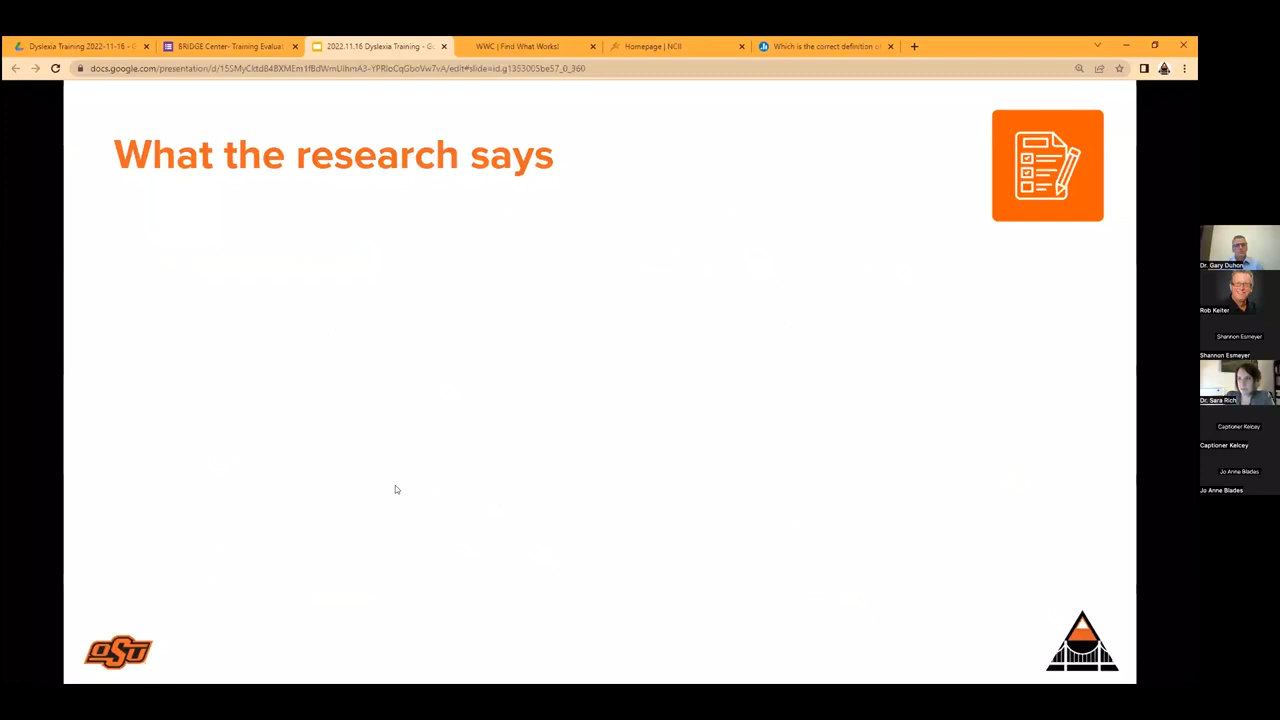 Dyslexia Training 2022-11-16 - G
BRIDGE Center- Training Evaluat
2022.11.16 Dyslexia Training - Go
WWC | Find What Works!
Homepage | NCII
Which is the correct definition of
What the research says
OSU
Dr. Gary Duhon
Rob Keiter
Shannon Esmeyer
Shannon Esmeyer
Dr. Sara Rich
Captioner Kelcey
Captioner Kelcey
Jo Anne Blades
Jo Anne Blades